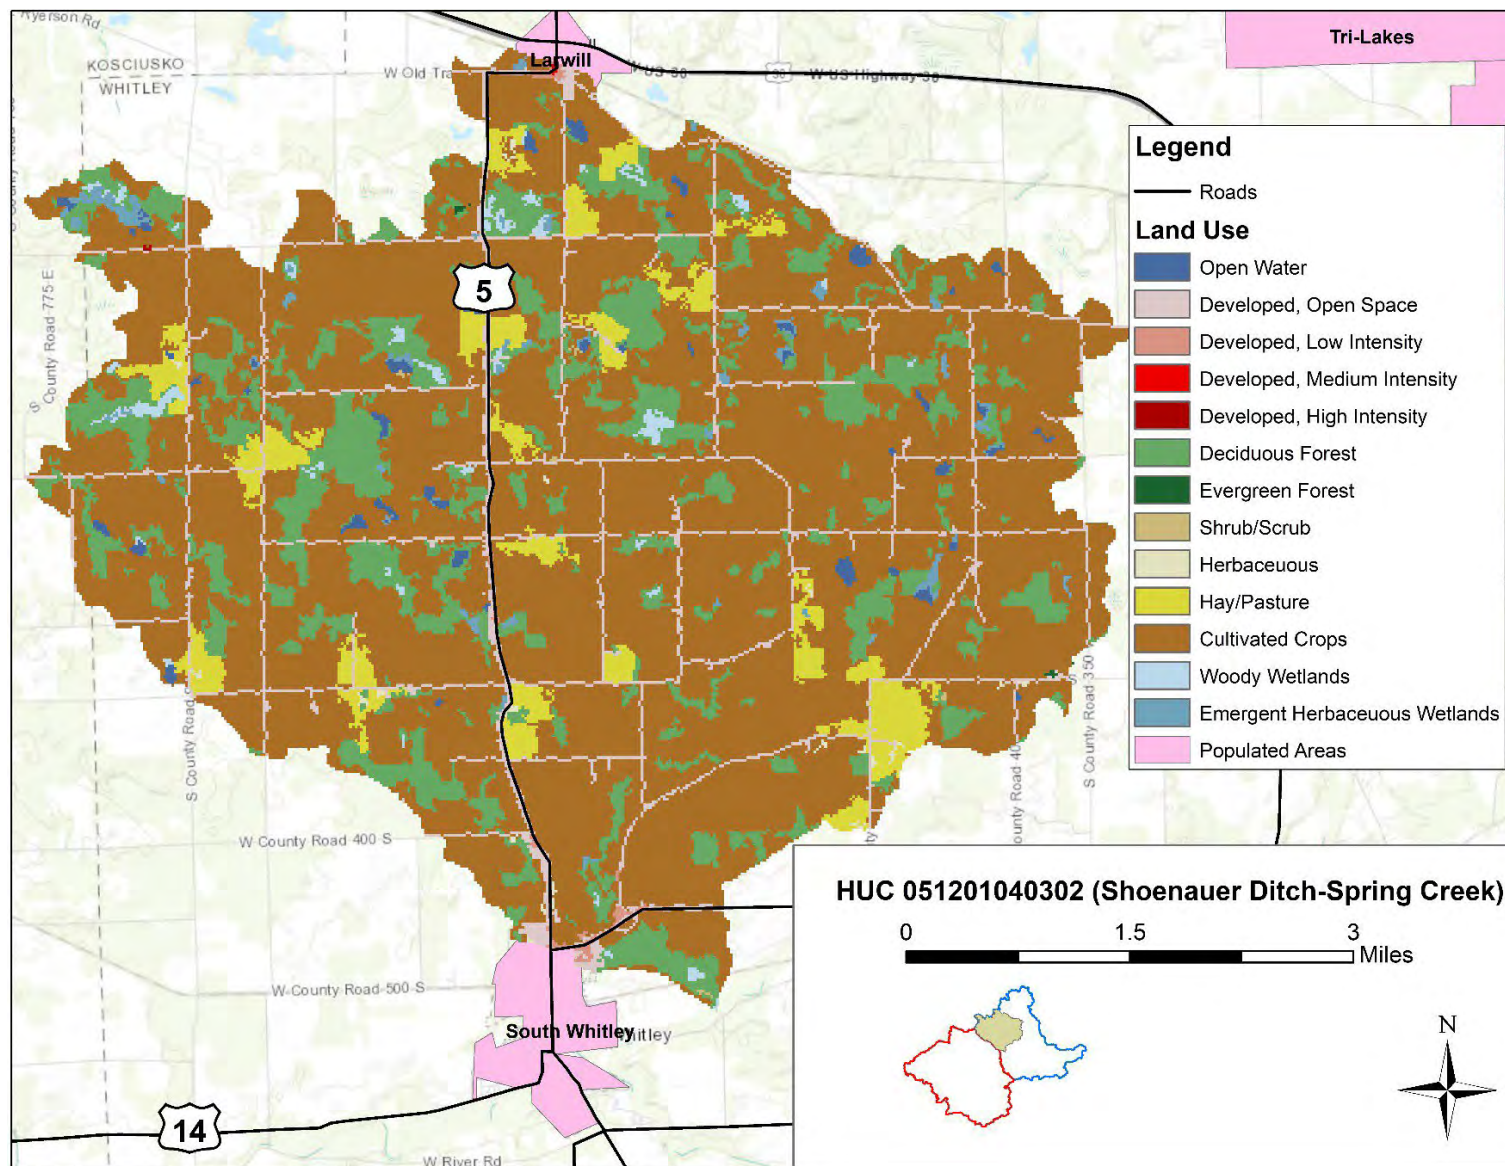 Ryerson Rd
KOSCIUSKO
WHITLEY
W Old Tra
Larwill
W US 30
30
W US Highway 30
Tri-Lakes
Legend
Roads
Land Use
Open Water
Developed, Open Space
Developed, Low Intensity
Developed, Medium Intensity
Developed, High Intensity
Deciduous Forest
Evergreen Forest
Shrub/Scrub
Herbaceuous
Hay/Pasture
Cultivated Crops
Woody Wetlands
Emergent Herbaceuous Wetlands
Populated Areas
5
S County Road 775 E
S County Road
S County Road 350
ounty Road 40
W County Road 400 S
W County Road 500 S
South Whitley
hitley
14
W River Rd
HUC 051201040302 (Shoenauer Ditch-Spring Creek)
0 1.5 3
Miles
N